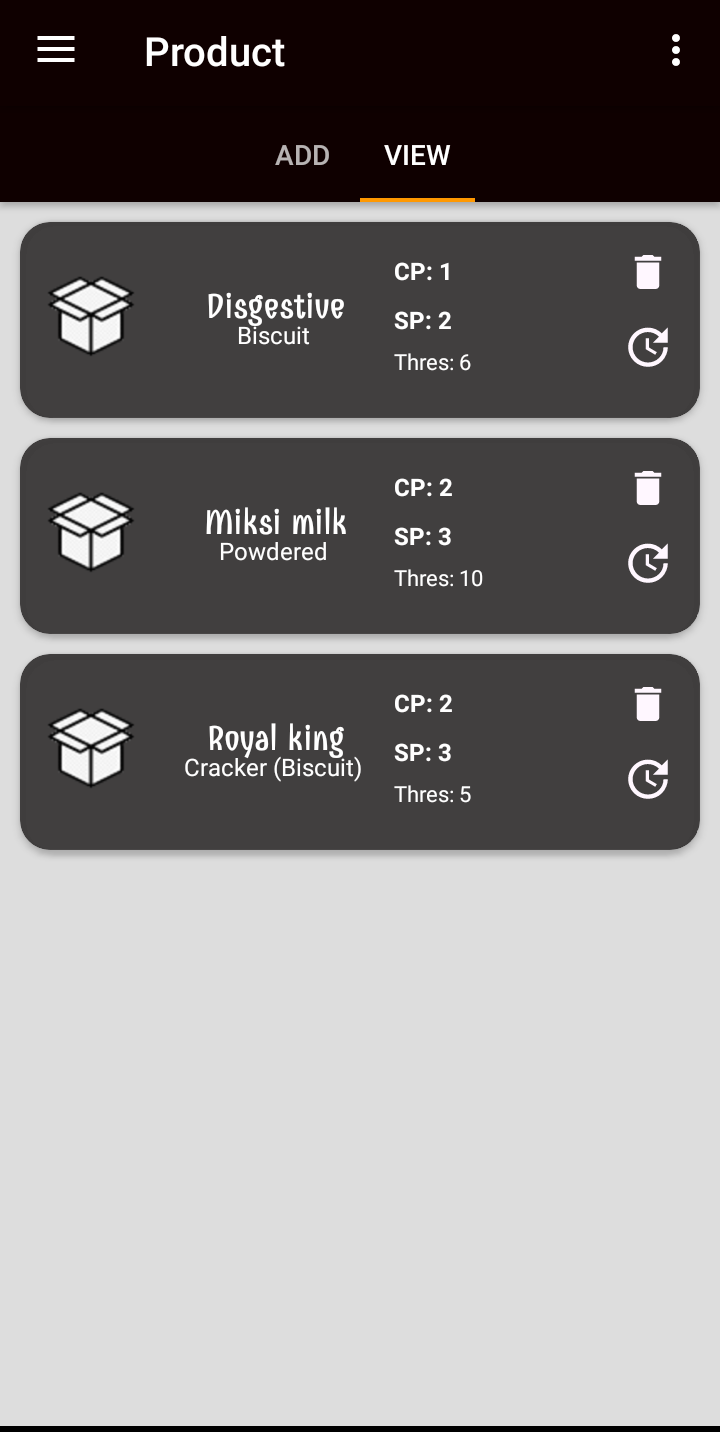 Product
ADD VIEW
Disgestive
Biscuit
CP: 1
SP: 2
Thres: 6
Miksi milk
Powdered
CP: 2
SP: 3
Thres: 10
Royal king
Cracker (Biscuit)
CP: 2
SP: 3
Thres: 5